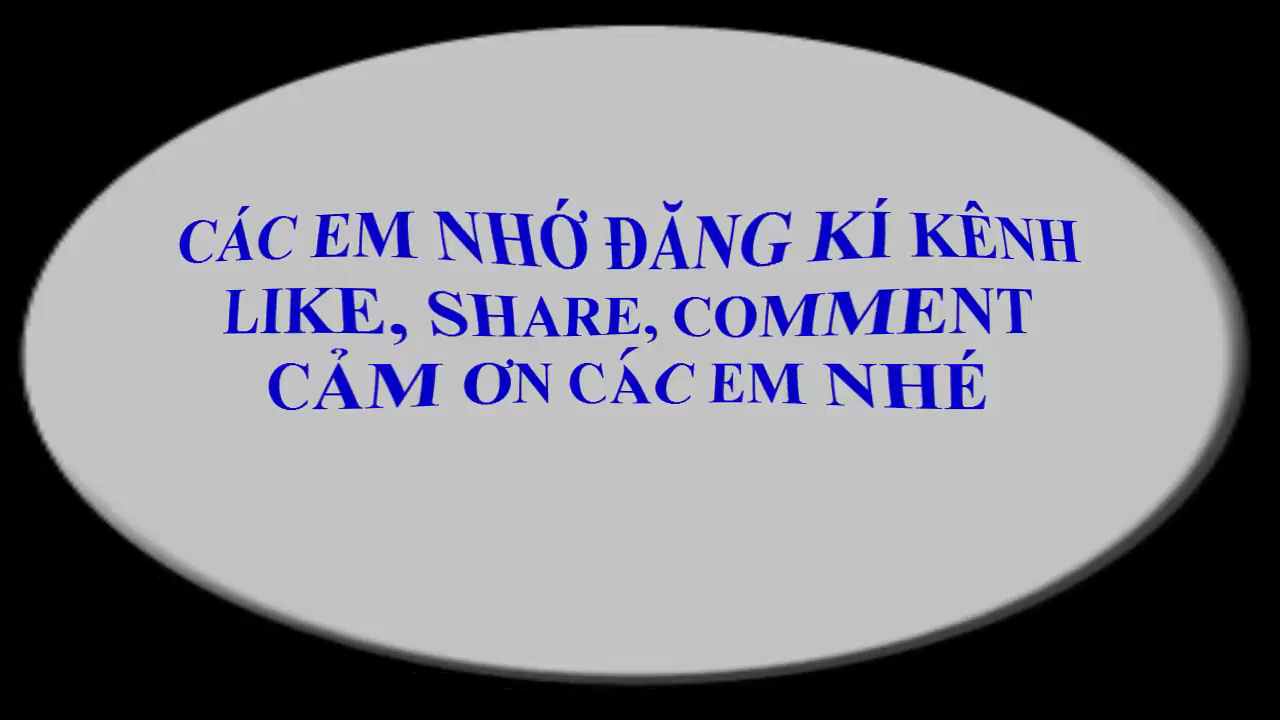 CÁC EM NHỚ ĐĂNG KÍ KÊNH
LIKE, SHARE, COMMENT
CẢM ƠN CÁC EM NHÉ